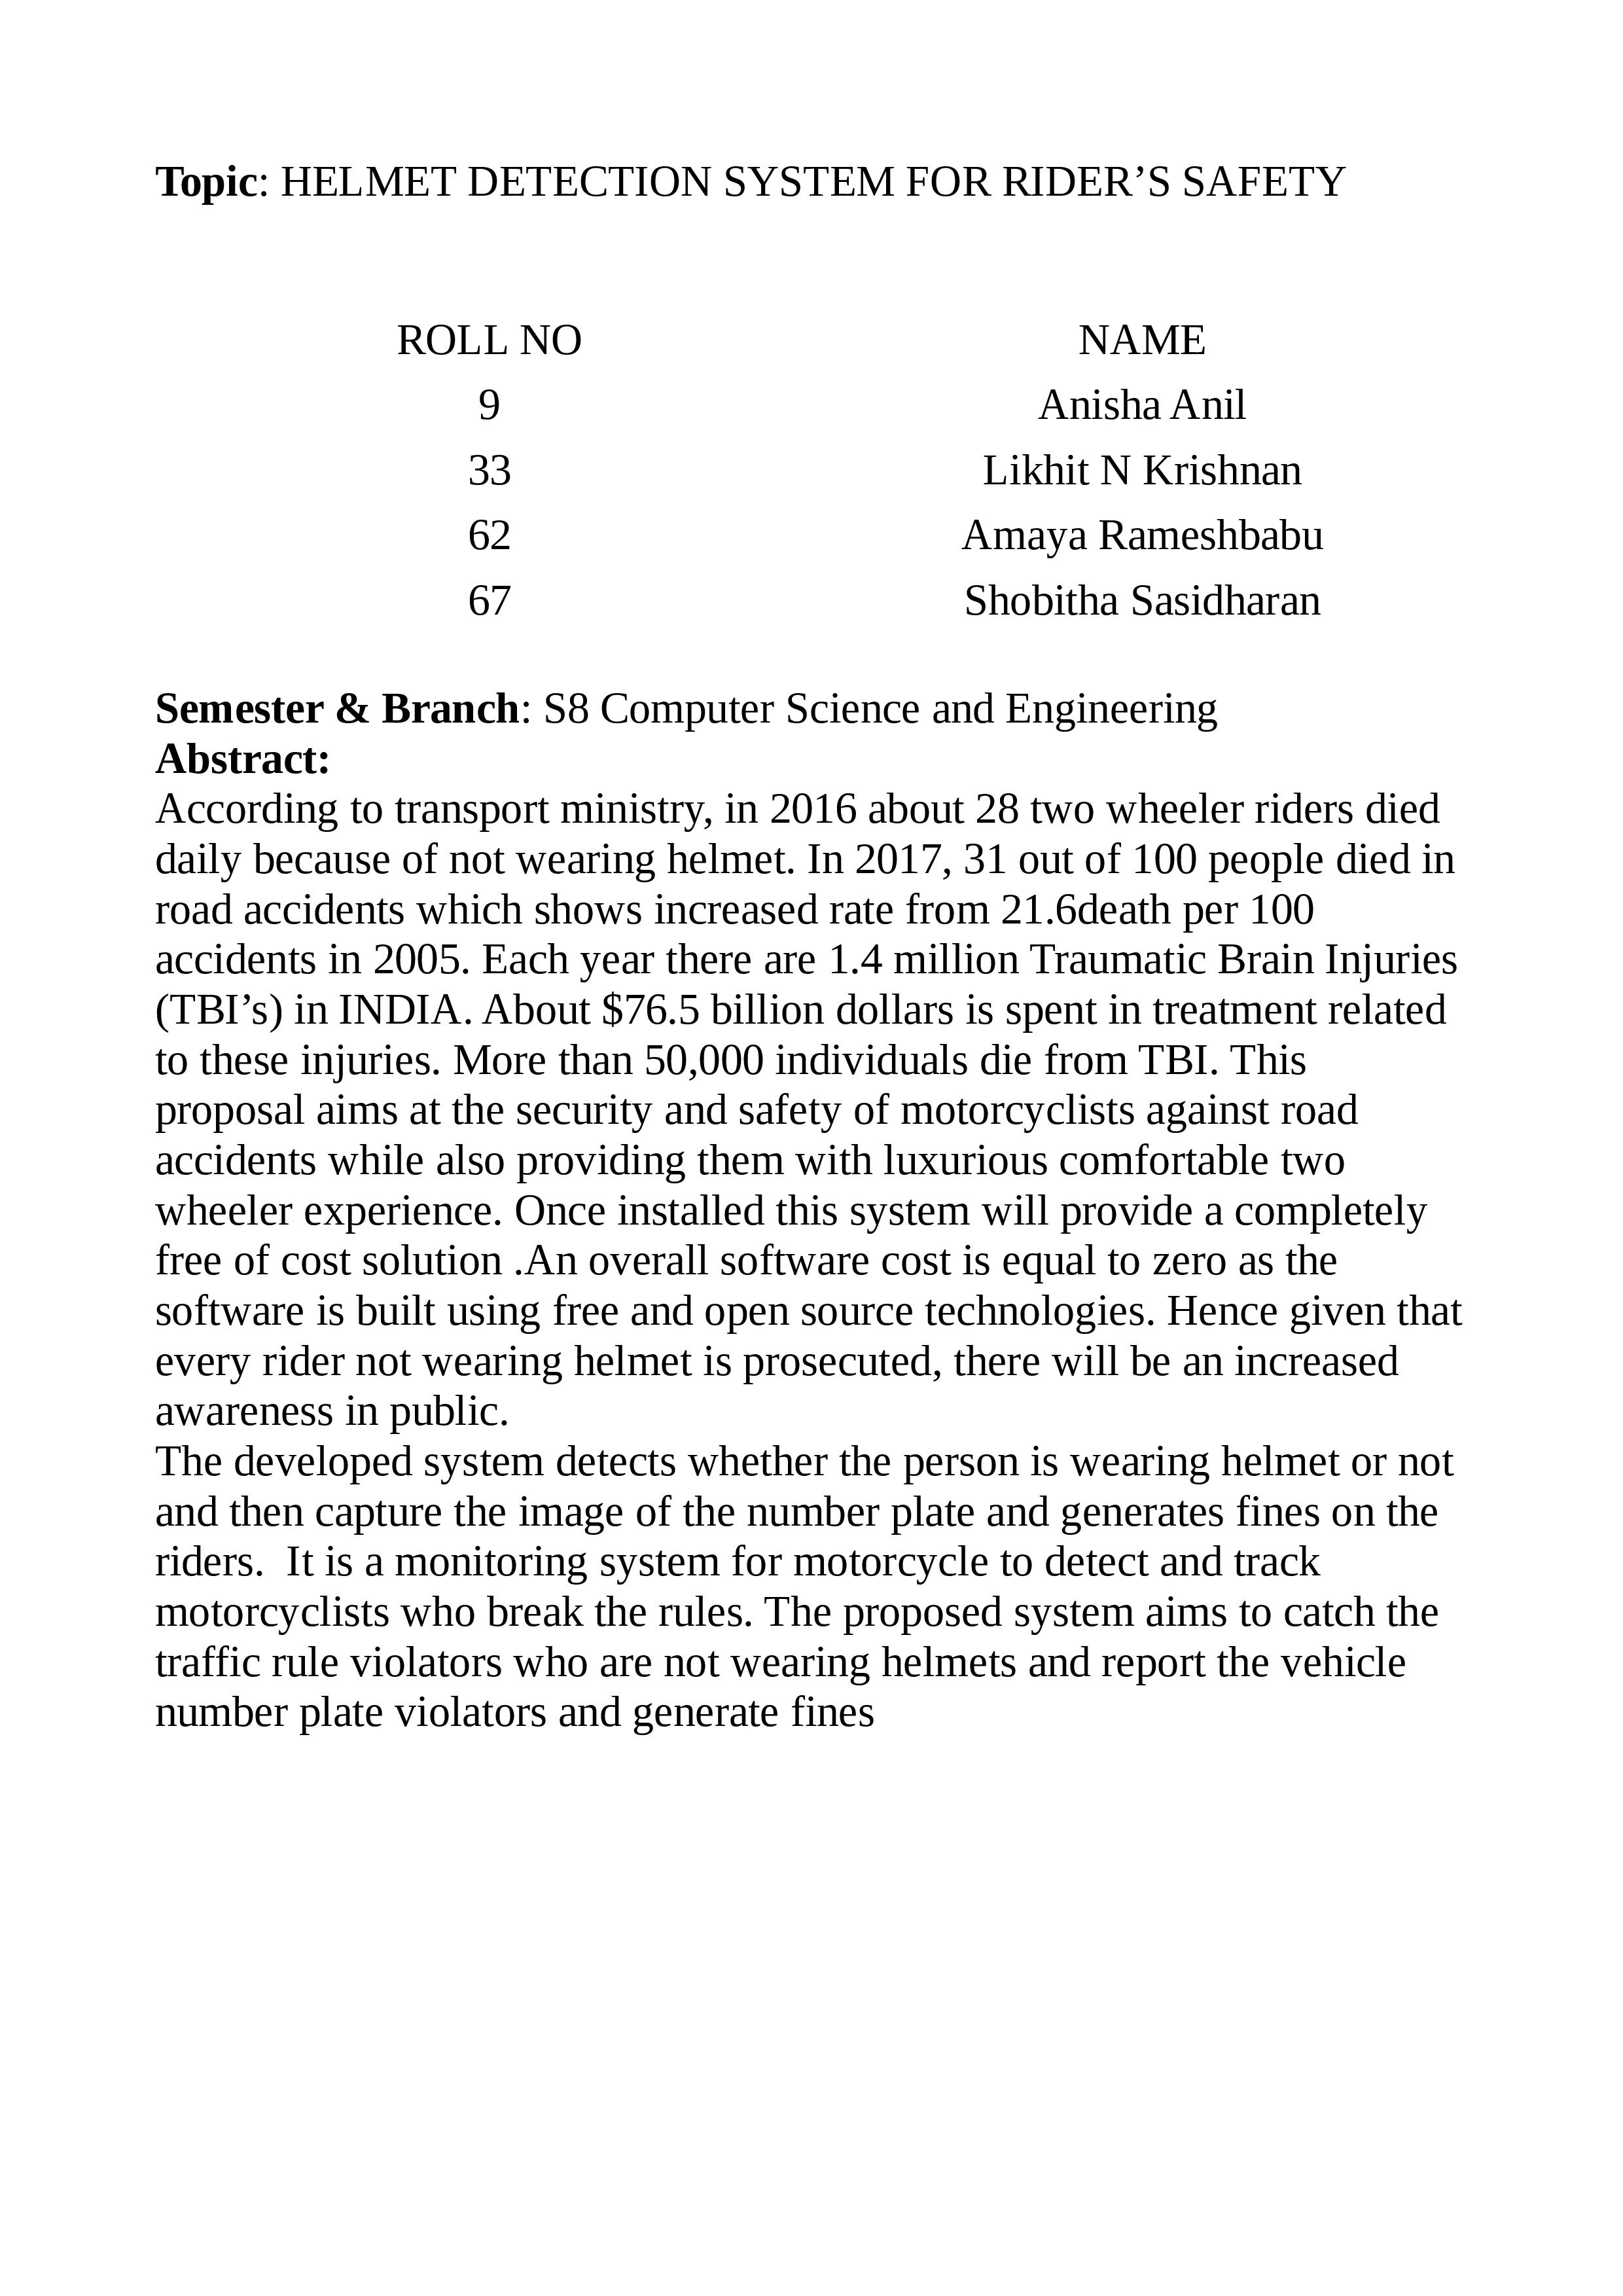 Topic: HELMET DETECTION SYSTEM FOR RIDER’S SAFETY
ROLL NO NAME
9 Anisha Anil
33 Likhit N Krishnan
62 Amaya Rameshbabu
67 Shobitha Sasidharan
Semester & Branch: S8 Computer Science and Engineering
Abstract:
According to transport ministry, in 2016 about 28 two wheeler riders died
daily because of not wearing helmet. In 2017, 31 out of 100 people died in
road accidents which shows increased rate from 21.6death per 100
accidents in 2005. Each year there are 1.4 million Traumatic Brain Injuries
(TBI’s) in INDIA. About $76.5 billion dollars is spent in treatment related
to these injuries. More than 50,000 individuals die from TBI. This
proposal aims at the security and safety of motorcyclists against road
accidents while also providing them with luxurious comfortable two
wheeler experience. Once installed this system will provide a completely
free of cost solution .An overall software cost is equal to zero as the
software is built using free and open source technologies. Hence given that
every rider not wearing helmet is prosecuted, there will be an increased
awareness in public.
The developed system detects whether the person is wearing helmet or not
and then capture the image of the number plate and generates fines on the
riders.  It is a monitoring system for motorcycle to detect and track
motorcyclists who break the rules. The proposed system aims to catch the
traffic rule violators who are not wearing helmets and report the vehicle
number plate violators and generate fines